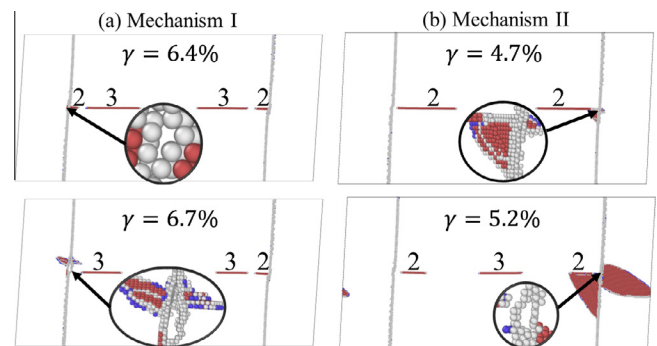 (a) Mechanism I
(b) Mechanism II
γ = 6.4%
2 3 3 2
γ = 4.7%
2 2
γ = 6.7%
3 3 2
γ = 5.2%
2 3 2